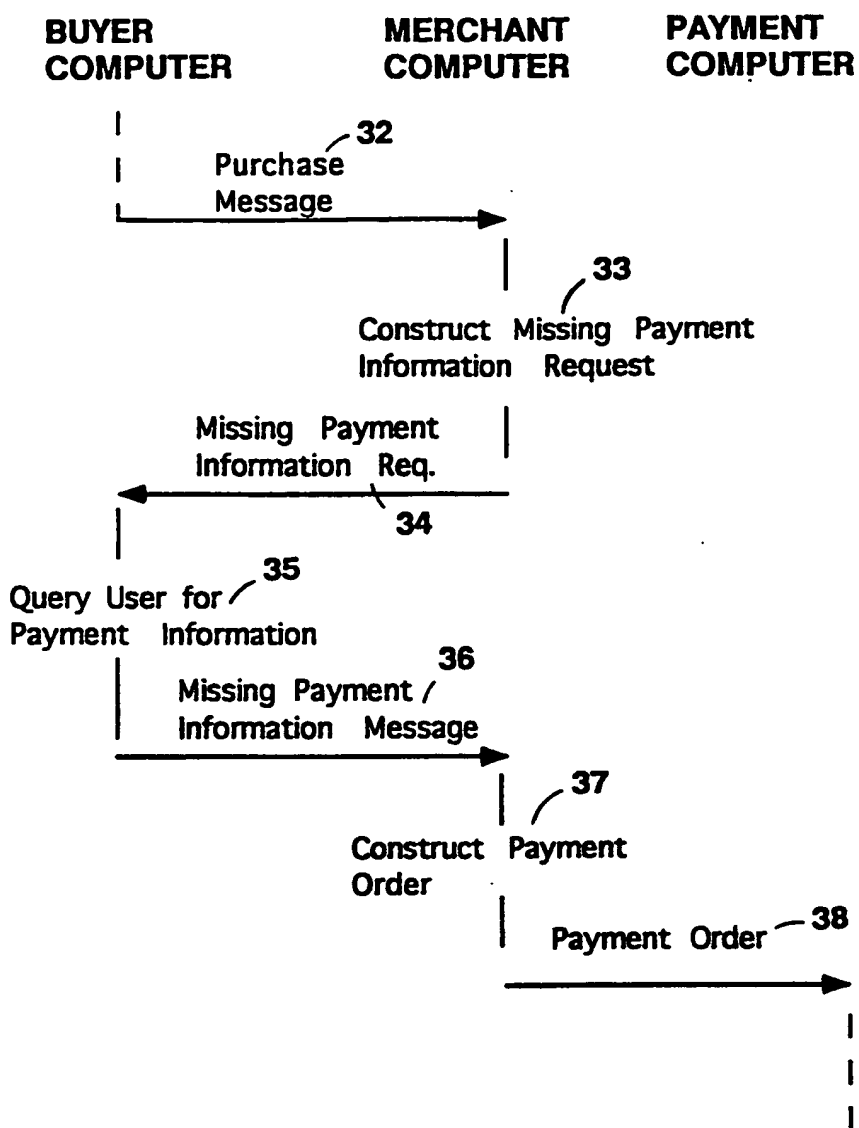 BUYER
COMPUTER
MERCHANT
COMPUTER
PAYMENT
COMPUTER
32
Purchase
Message
33
Construct Missing Payment
Information Request
Missing Payment
Information Req.
34
35
Query User for
Payment Information
36
Missing Payment
Information Message
37
Construct Payment
Order
38
Payment Order